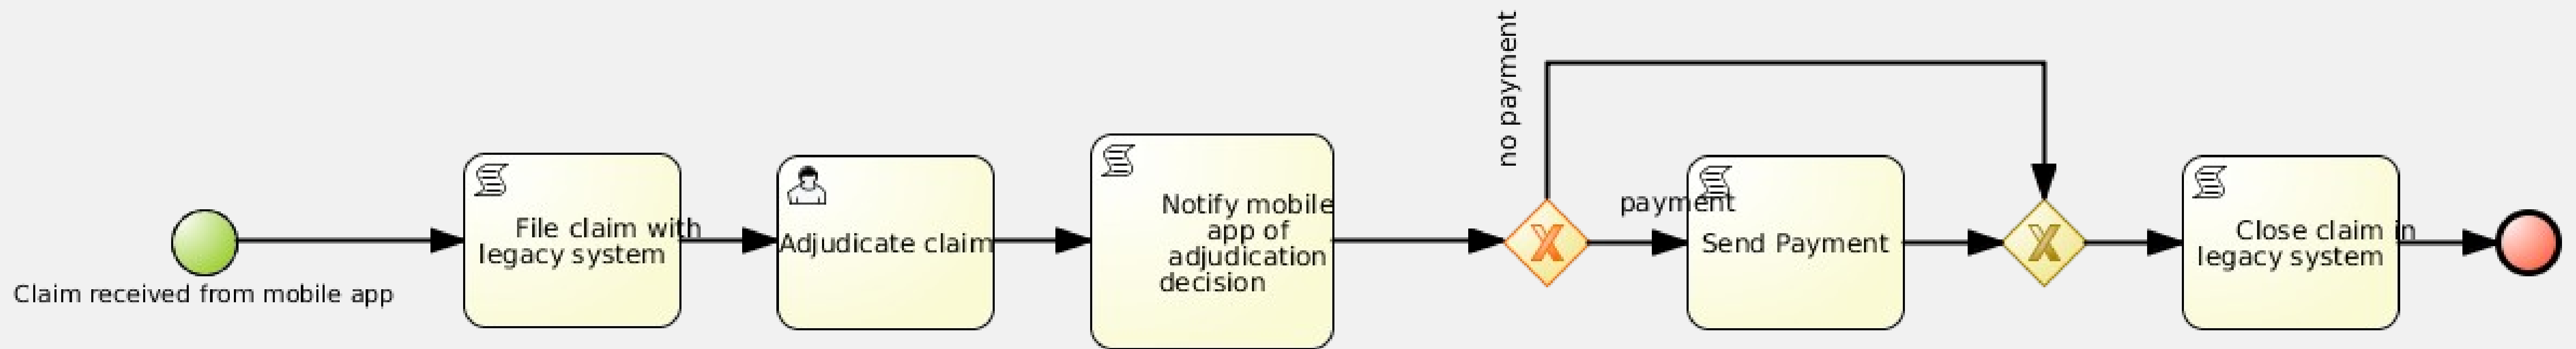 Claim received from mobile app
File claim with
legacy system
Adjudicate claim
Notify mobile
app of
adjudication
decision
no payment
payment
Send Payment
Close claim in
legacy system